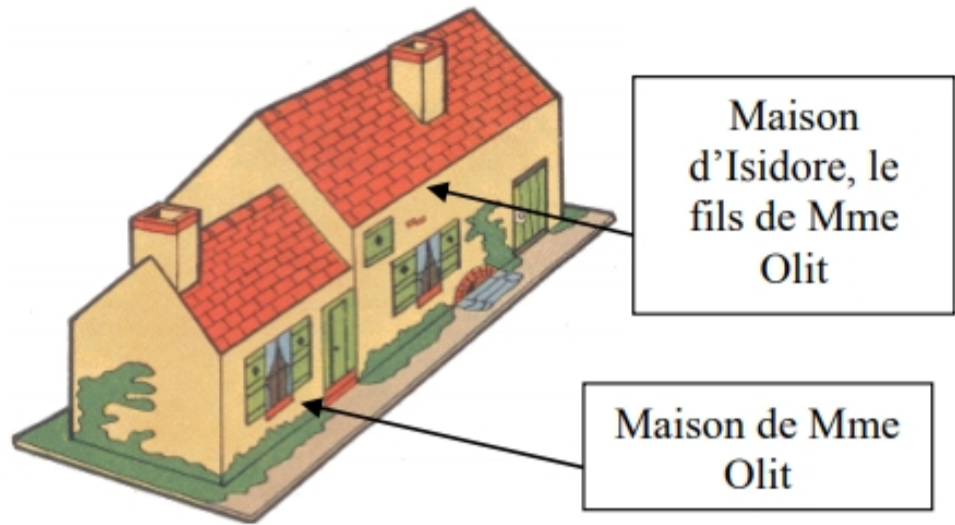 Maison
d’Isidore, le
fils de Mme
Olit
Maison de Mme
Olit